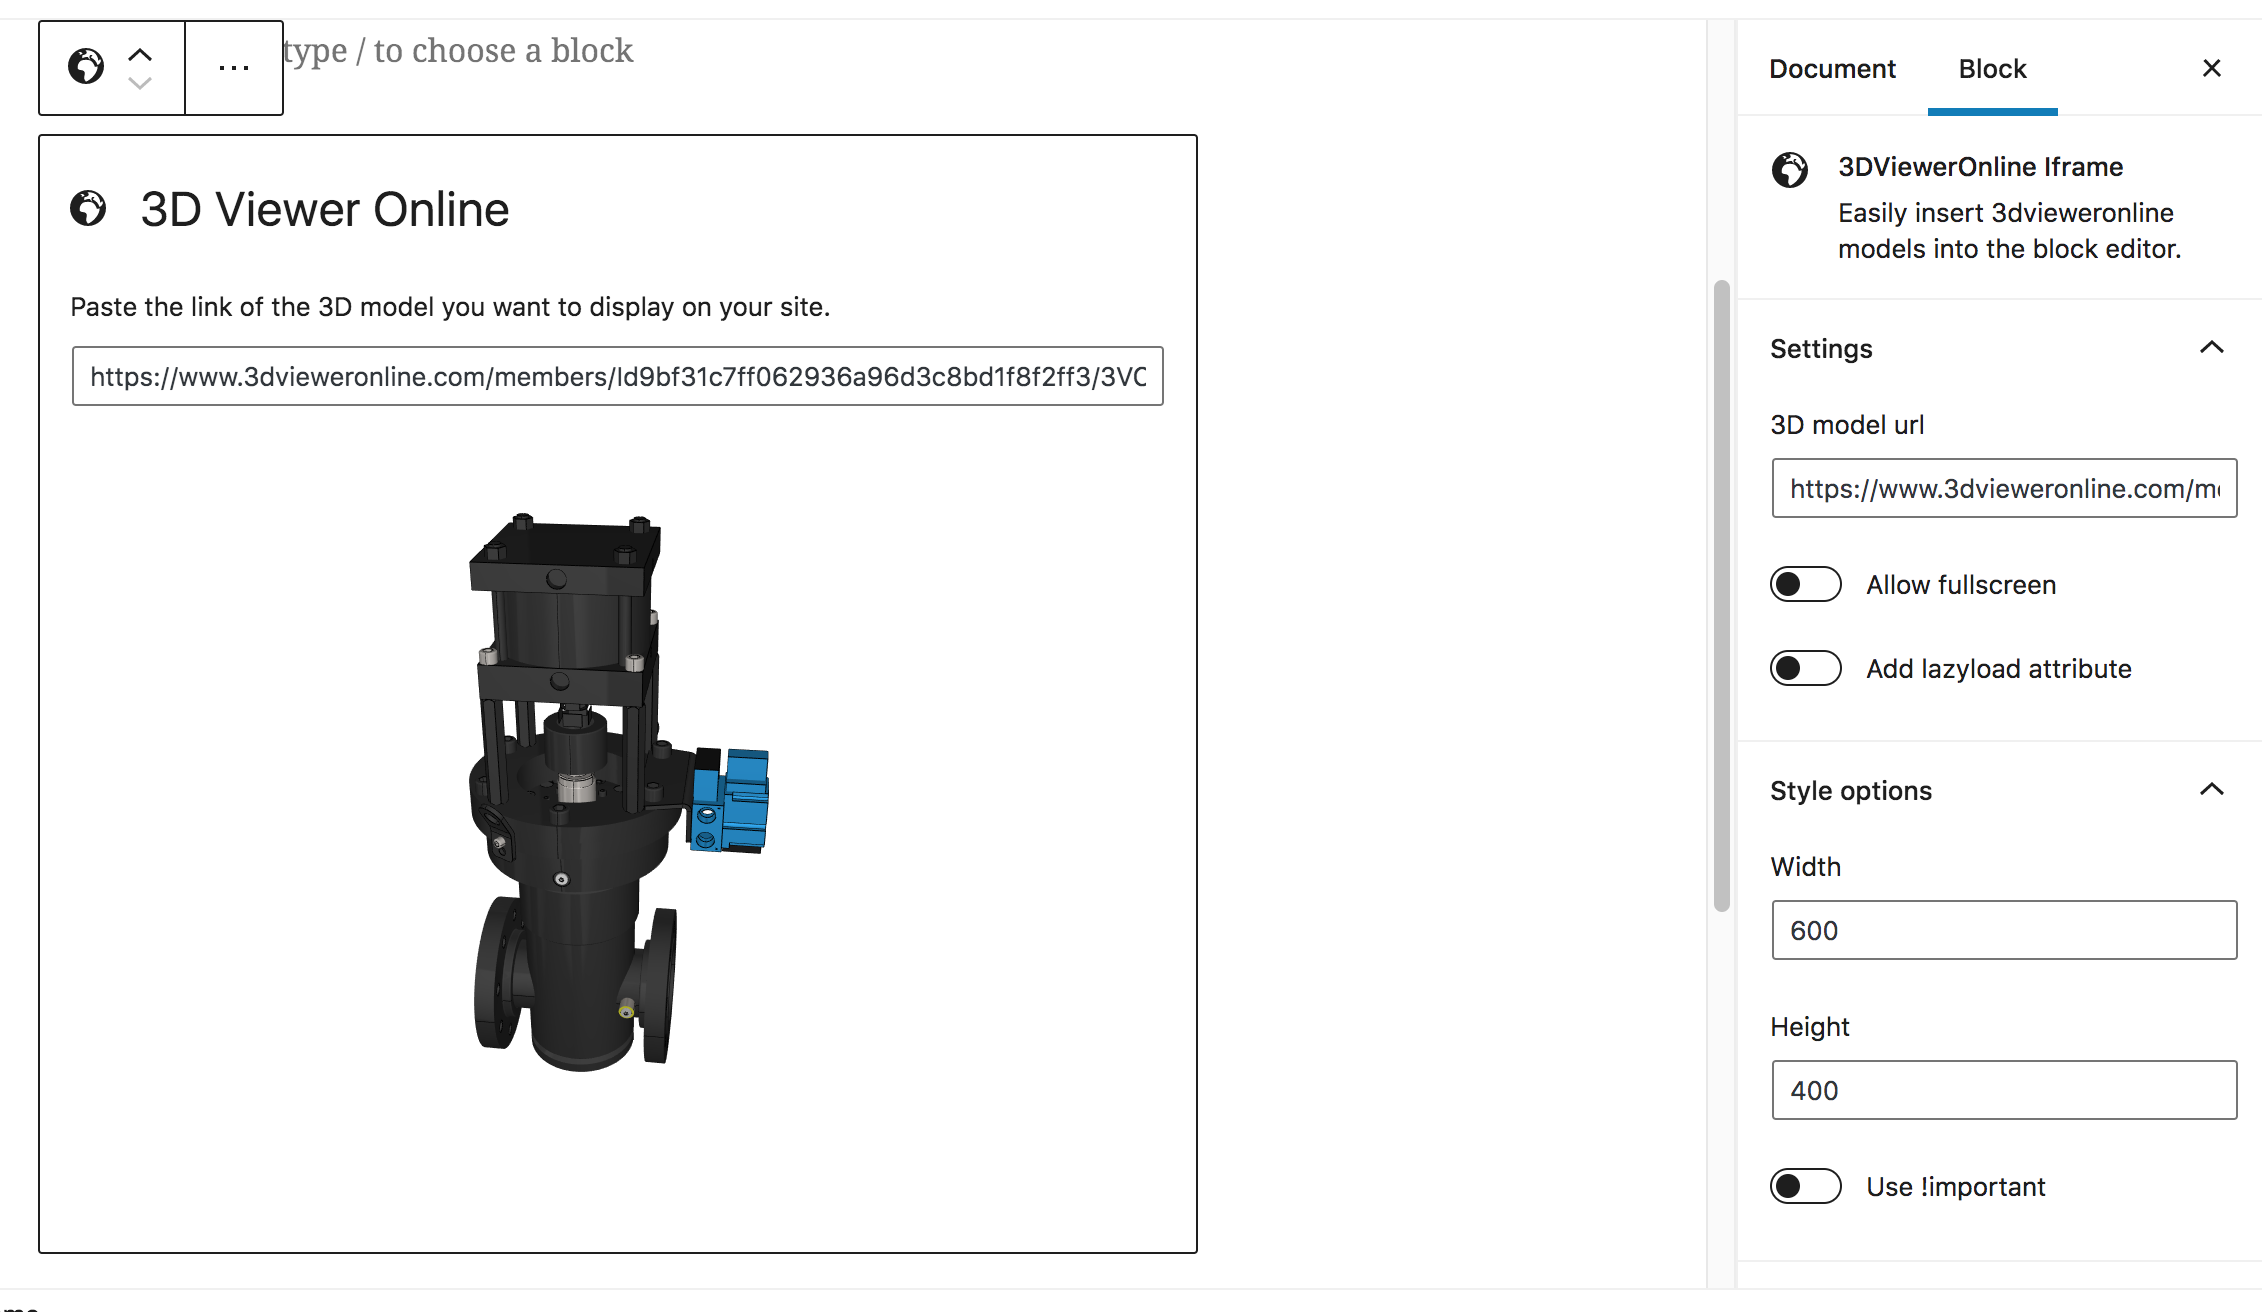 type / to choose a block
3D Viewer Online
Paste the link of the 3D model you want to display on your site.
https://www.3dvieweronline.com/members/Id9bf31c7ff062936a96d3c8bd1f8f2ff3/3VC
Document
Block
3DViewerOnline Iframe
Easily insert 3dvieweronline
models into the block editor.
Settings
3D model url
https://www.3dvieweronline.com/me
Allow fullscreen
Add lazyload attribute
Style options
Width
600
Height
400
Use !important